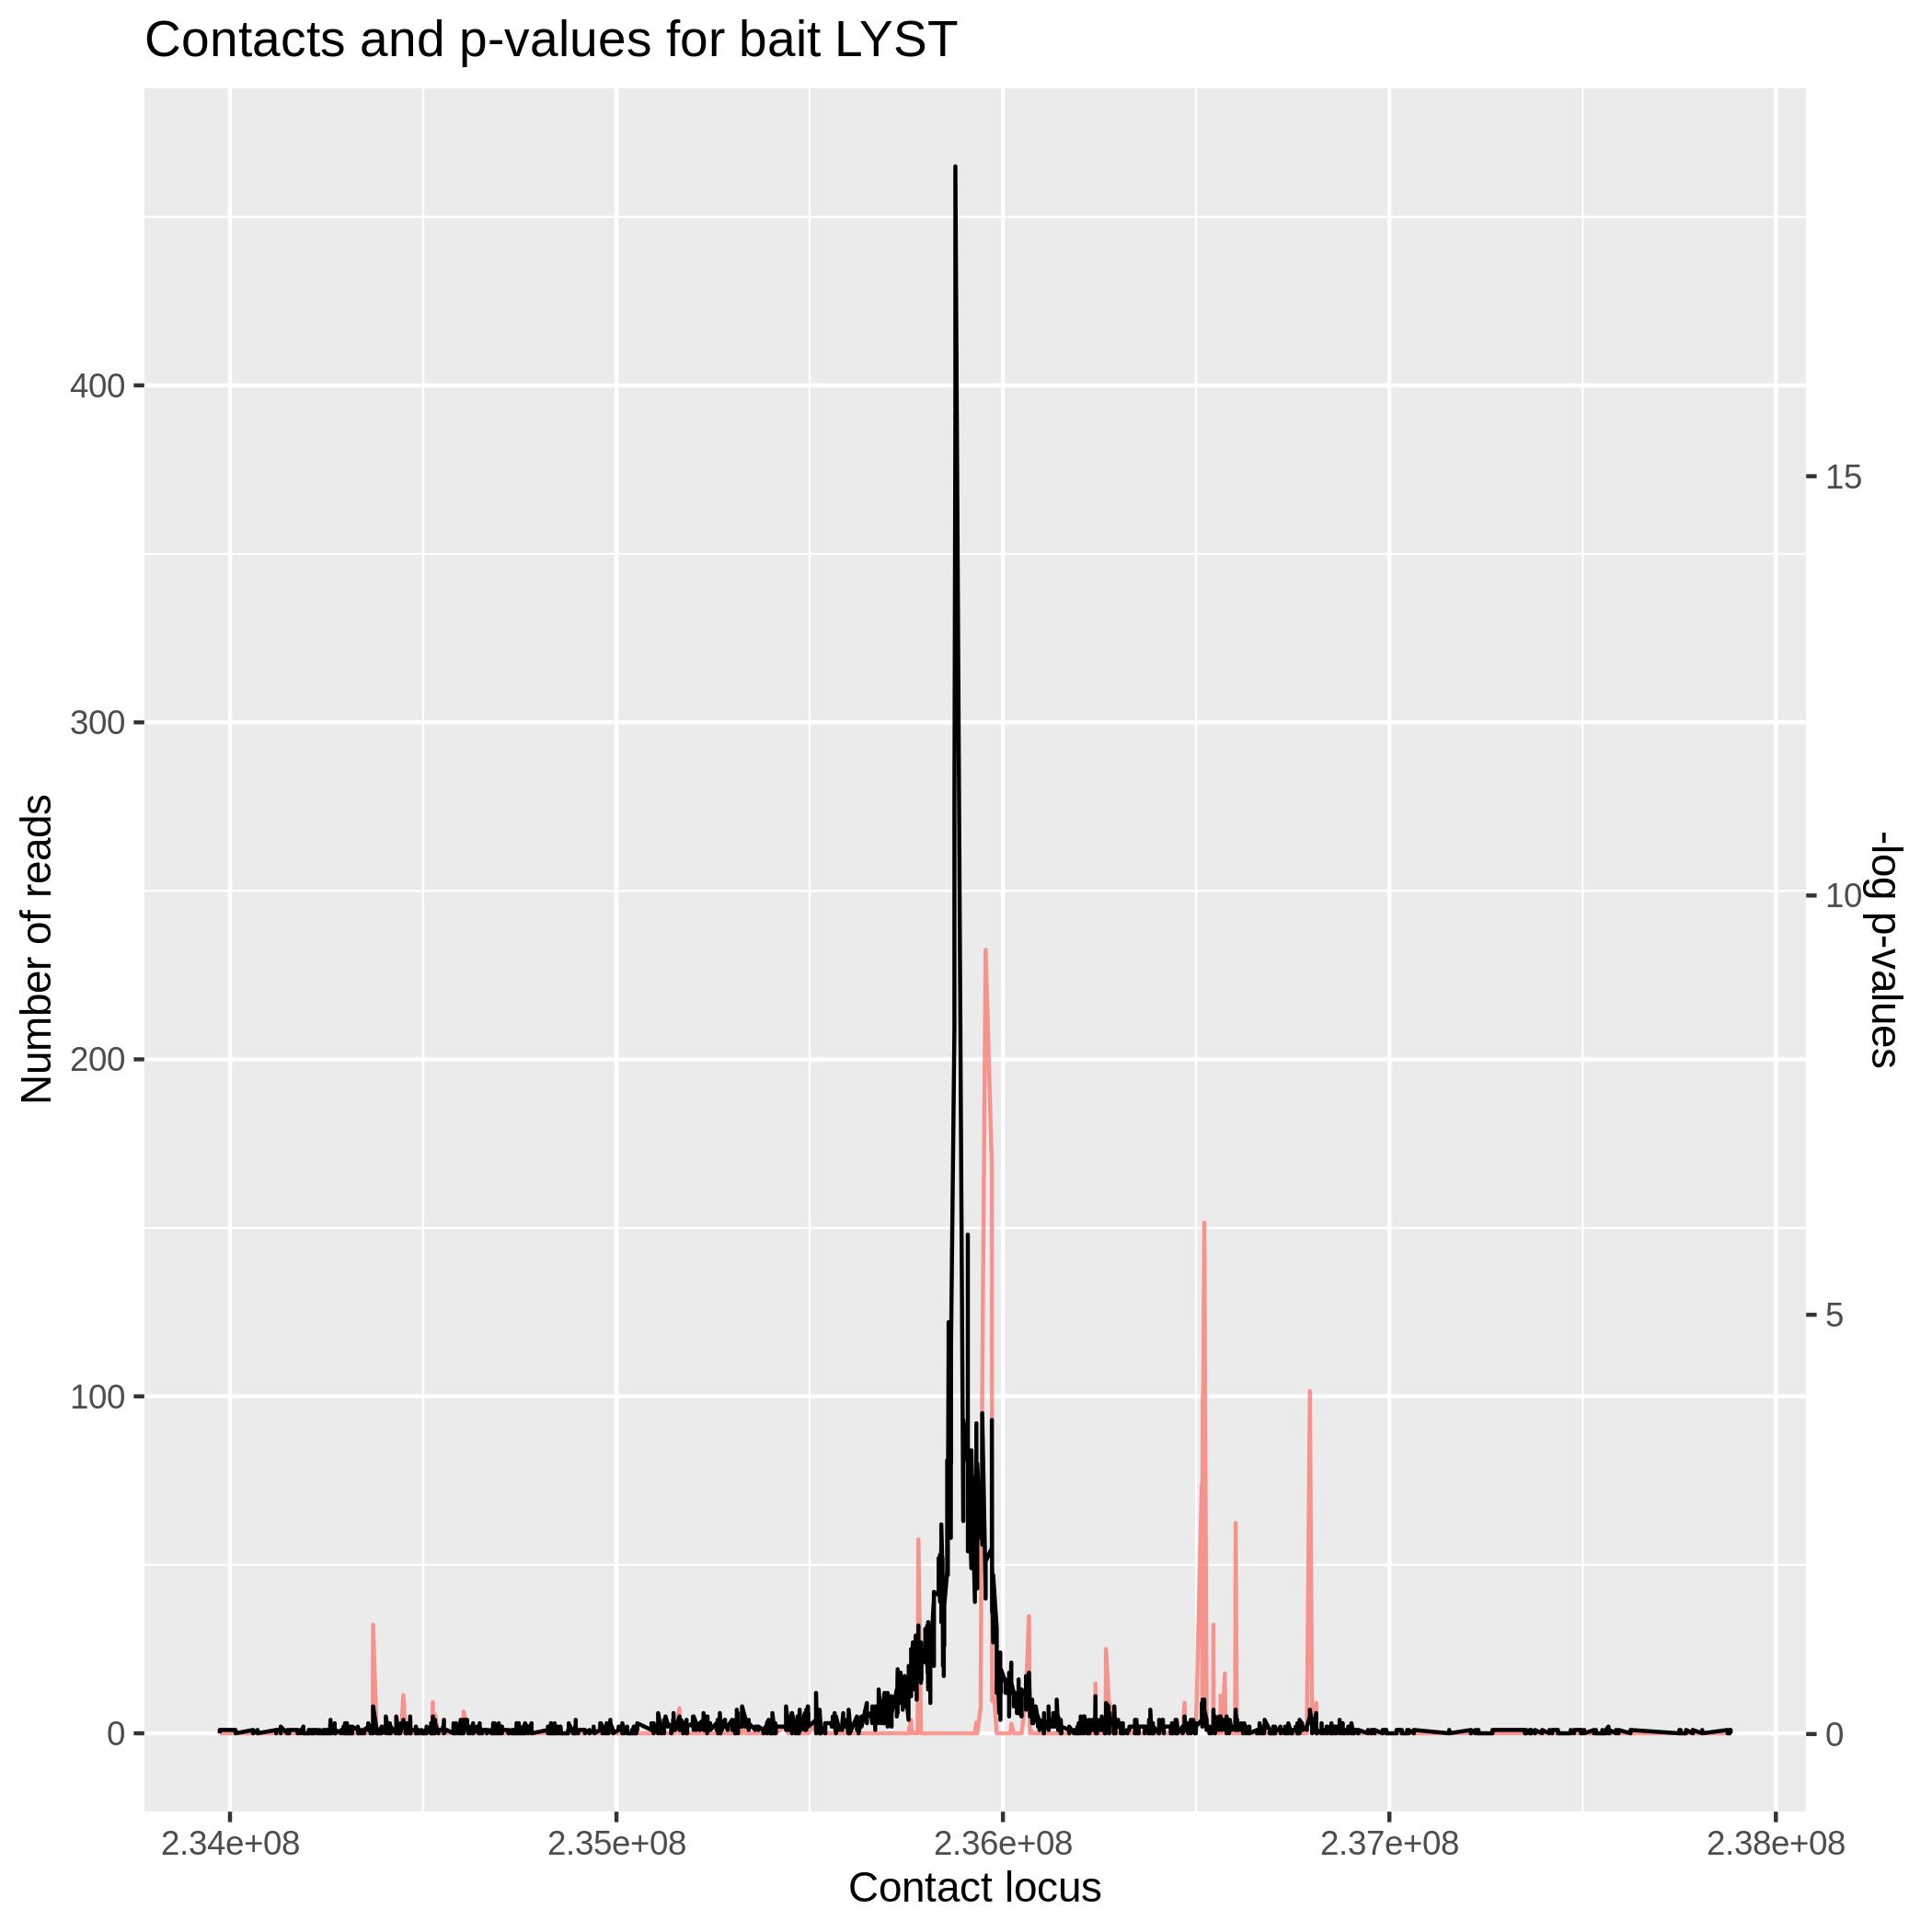 Contacts and p-values for bait LYST
Number of reads
400
300
200
100
0
15
10
5
0
-log p-values
2.34e+08
2.35e+08
2.36e+08
2.37e+08
2.38e+08
Contact locus